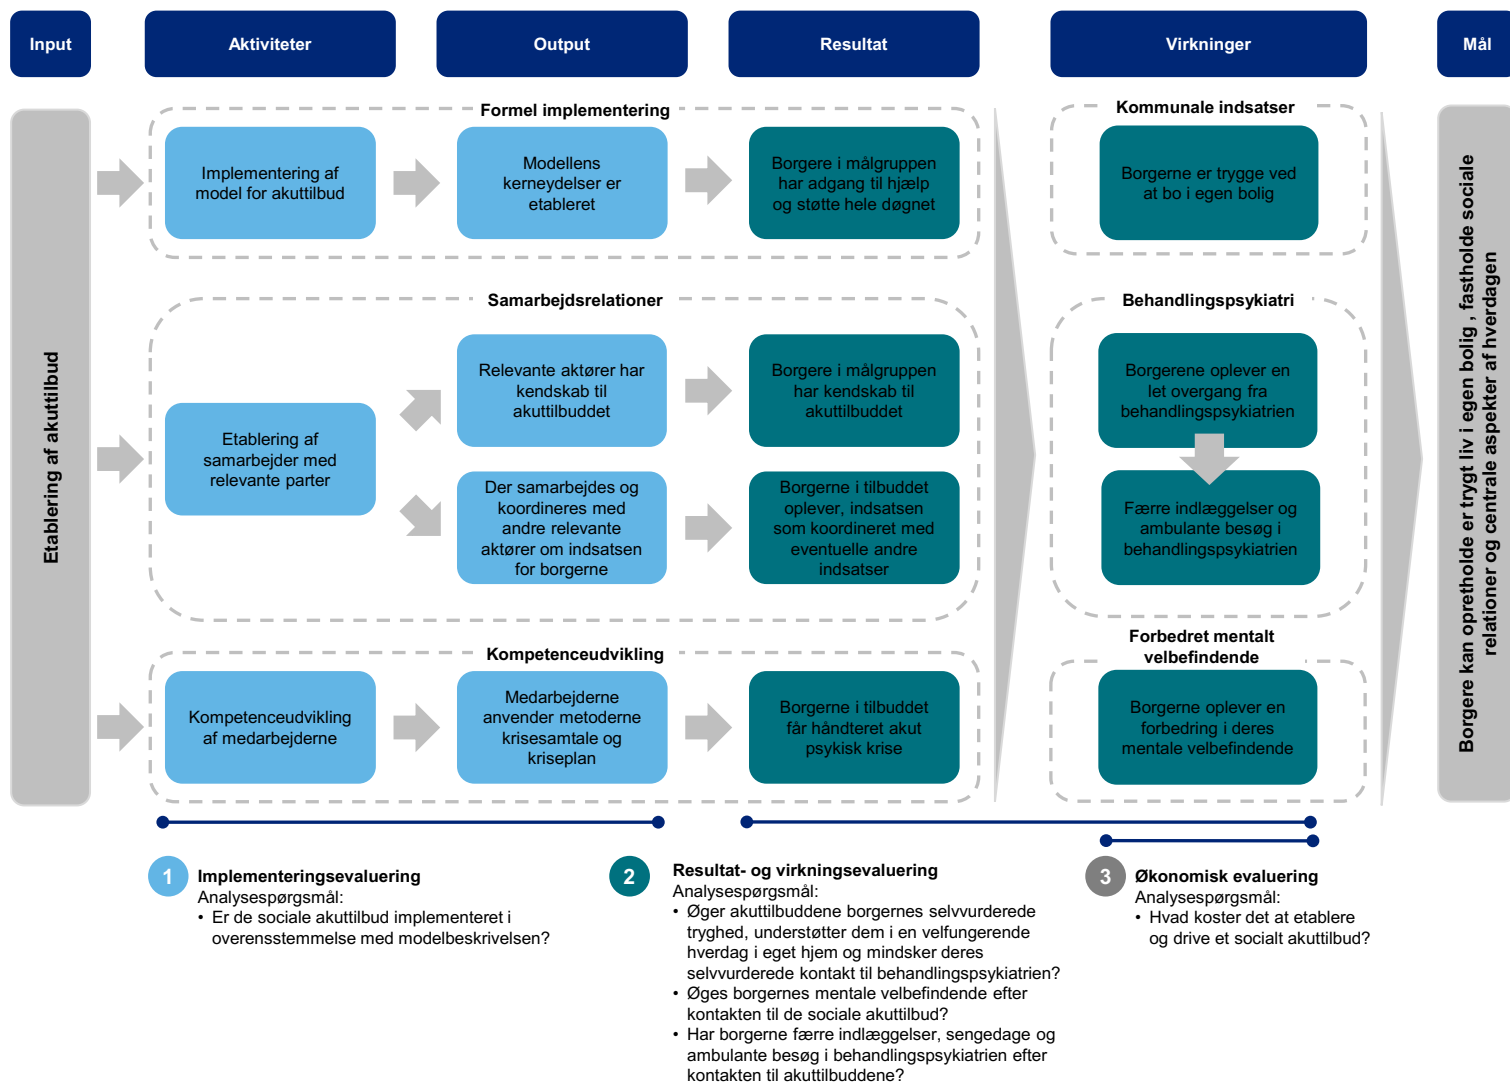 Input
Aktiviteter
Output
Resultat
Virkninger
Mål
Etablering af akuttilbud
Formel implementering
Implementering af
model for akuttilbud
Modellens
kerneydelser er
etableret
Borgere i målgruppen
har adgang til hjælp
og støtte hele døgnet
Kommunale indsatser
Borgerne er trygge ved
at bo i egen bolig
Samarbejdsrelationer
Etablering af
samarbejder med
relevante parter
Relevante aktører har
kendskab til
akuttilbuddet
Borgere i målgruppen
har kendskab til
akuttilbuddet
Der samarbejdes og
koordineres med
andre relevante
aktører om indsatsen
for borgerne
Borgerne i tilbuddet
oplever, indsatsen
som koordineret med
eventuelle andre
indsatser
Behandlingspsykiatri
Borgerene oplever en
let overgang fra
behandlingspsykiatrien
Færre indlæggelser og
ambulante besøg i
behandlingspsykiatrien
Kompetenceudvikling
Kompetenceudvikling
af medarbejderne
Medarbejderne
anvender metoderne
krisesamtale og
kriseplan
Borgerne i tilbuddet
får håndteret akut
psykisk krise
Forbedret mentalt
velbefindende
Borgerne oplever en
forbedring i deres
mentale velbefindende
Borgere kan opretholde er trygt liv i egen bolig , fastholde sociale
relationer og centrale aspekter af hverdagen
1
Implementeringsevaluering
Analysespørgsmål:
• Er de sociale akuttilbud implementeret i
overensstemmelse med modelbeskrivelsen?
2
Resultat- og virkningsevaluering
Analysespørgsmål:
• Øger akuttilbuddene borgernes selvvurderede
tryghed, understøtter dem i en velfungerende
hverdag i eget hjem og mindsker deres
selvvurderede kontakt til behandlingspsykiatrien?
• Øges borgernes mentale velbefindende efter
kontakten til de sociale akuttilbud?
• Har borgerne færre indlæggelser, sengedage og
ambulante besøg i behandlingspsykiatrien efter
kontakten til akuttilbuddene?
3
Økonomisk evaluering
Analysespørgsmål:
• Hvad koster det at etablere
og drive et socialt akuttilbud?